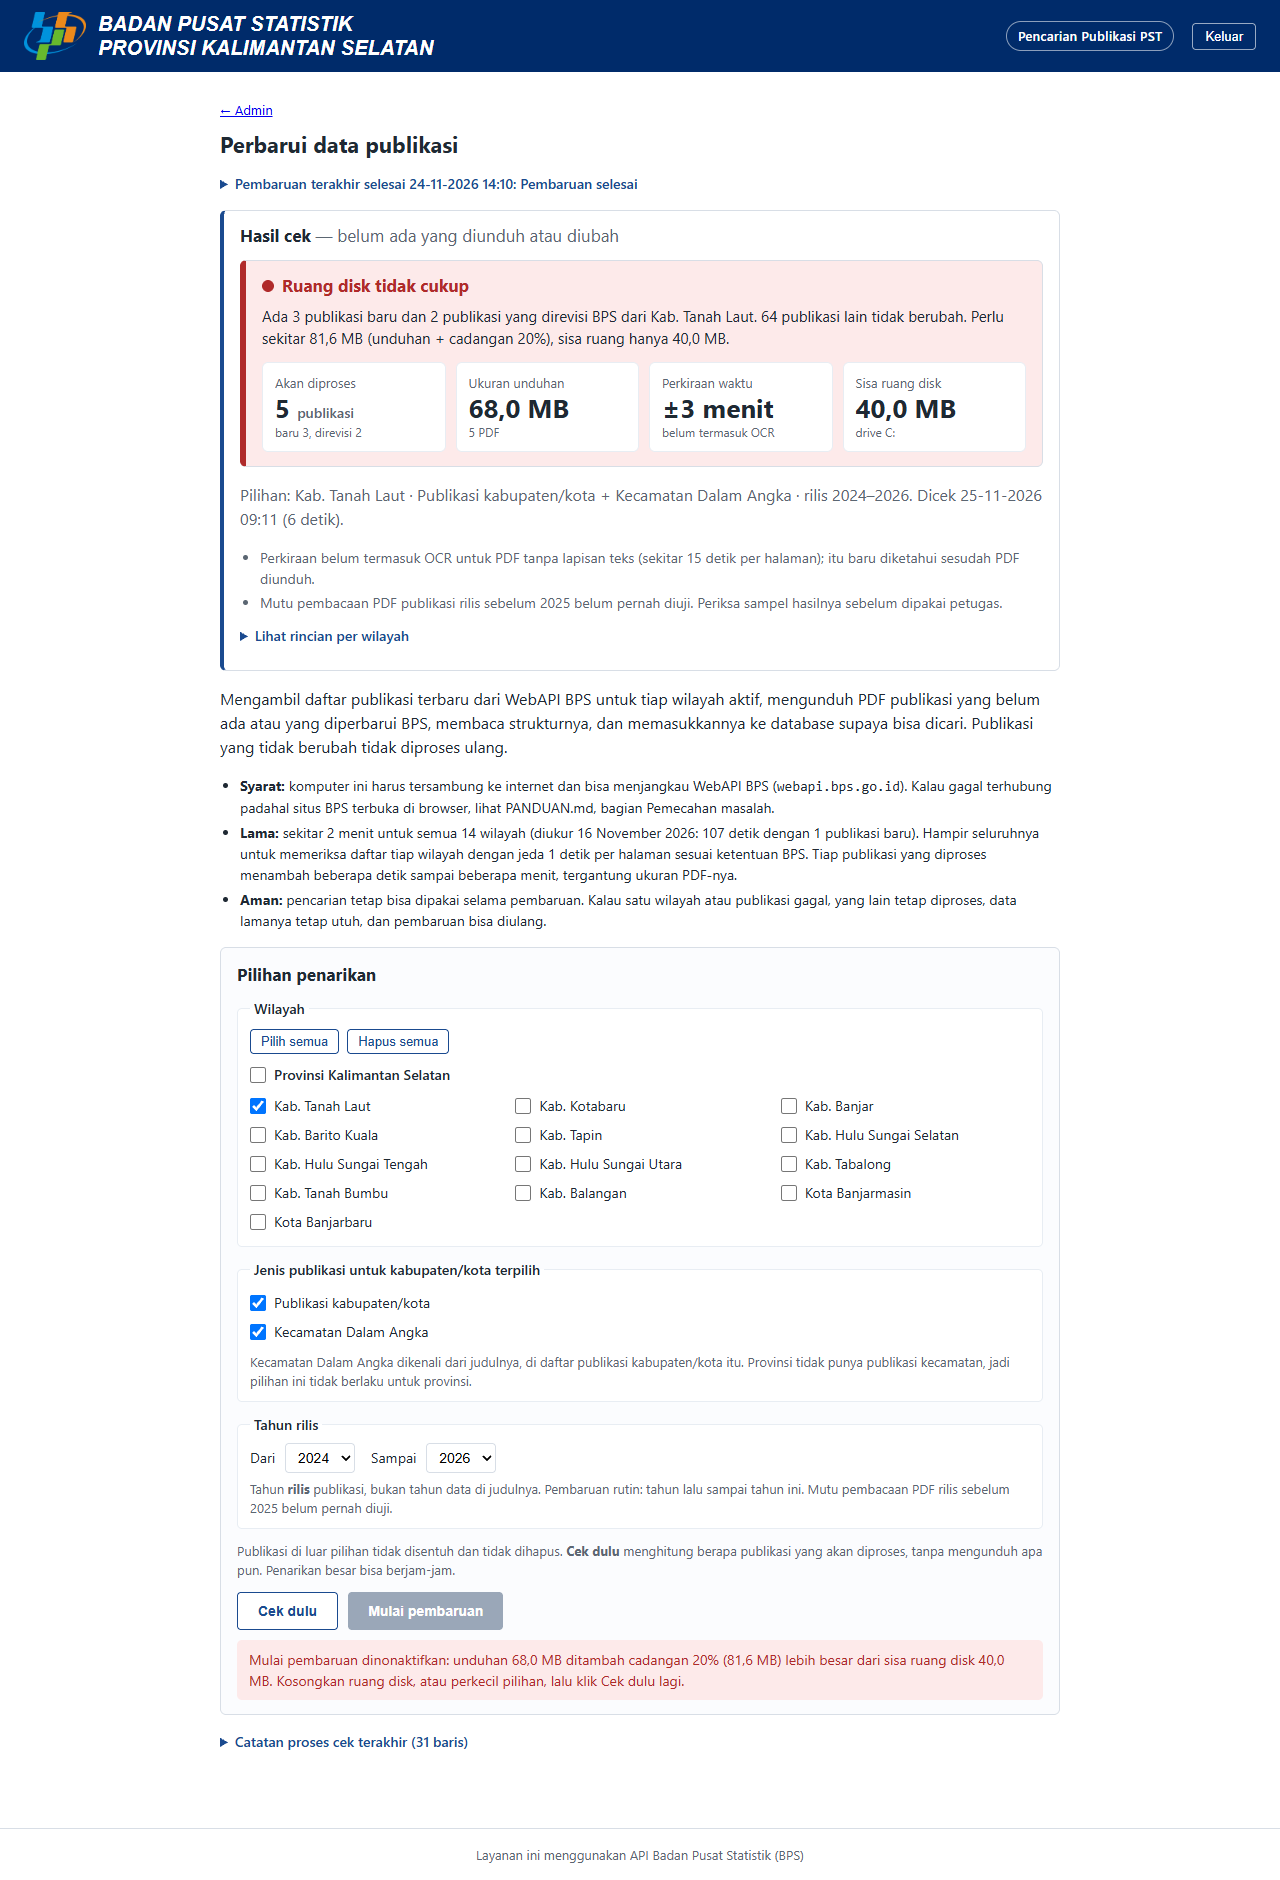 BADAN PUSAT STATISTIK
PROVINSI KALIMANTAN SELATAN
Pencarian Publikasi PST
Keluar
← Admin
Perbarui data publikasi
▶ Pembaruan terakhir selesai 24-11-2026 14:10: Pembaruan selesai
Hasil cek — belum ada yang diunduh atau diubah
Ruang disk tidak cukup
Ada 3 publikasi baru dan 2 publikasi yang direvisi BPS dari Kab. Tanah Laut. 64 publikasi lain tidak berubah. Perlu
sekitar 81,6 MB (unduhan + cadangan 20%), sisa ruang hanya 40,0 MB.
Akan diproses
5 publikasi
baru 3, direvisi 2
Ukuran unduhan
68,0 MB
5 PDF
Perkiraan waktu
±3 menit
belum termasuk OCR
Sisa ruang disk
40,0 MB
drive C:
Pilihan: Kab. Tanah Laut · Publikasi kabupaten/kota + Kecamatan Dalam Angka · rilis 2024–2026. Dicek 25-11-2026
09:11 (6 detik).
• Perkiraan belum termasuk OCR untuk PDF tanpa lapisan teks (sekitar 15 detik per halaman); itu baru diketahui sesudah PDF
diunduh.
• Mutu pembacaan PDF publikasi rilis sebelum 2025 belum pernah diuji. Periksa sampel hasilnya sebelum dipakai petugas.
▶ Lihat rincian per wilayah
Mengambil daftar publikasi terbaru dari WebAPI BPS untuk tiap wilayah aktif, mengunduh PDF publikasi yang belum
ada atau yang diperbarui BPS, membaca strukturnya, dan memasukkannya ke database supaya bisa dicari. Publikasi
yang tidak berubah tidak diproses ulang.
• Syarat: komputer ini harus tersambung ke internet dan bisa menjangkau WebAPI BPS (webapi.bps.go.id). Kalau gagal terhubung
padahal situs BPS terbuka di browser, lihat PANDUAN.md, bagian Pemecahan masalah.
• Lama: sekitar 2 menit untuk semua 14 wilayah (diukur 16 November 2026: 107 detik dengan 1 publikasi baru). Hampir seluruhnya
untuk memeriksa daftar tiap wilayah dengan jeda 1 detik per halaman sesuai ketentuan BPS. Tiap publikasi yang diproses
menambah beberapa detik sampai beberapa menit, tergantung ukuran PDF-nya.
• Aman: pencarian tetap bisa dipakai selama pembaruan. Kalau satu wilayah atau publikasi gagal, yang lain tetap diproses, data
lamanya tetap utuh, dan pembaruan bisa diulang.
Pilihan penarikan
Wilayah
Pilih semua
Hapus semua
Provinsi Kalimantan Selatan
Kab. Tanah Laut
Kab. Kotabaru
Kab. Banjar
Kab. Barito Kuala
Kab. Tapin
Kab. Hulu Sungai Selatan
Kab. Hulu Sungai Tengah
Kab. Hulu Sungai Utara
Kab. Tabalong
Kab. Tanah Bumbu
Kab. Balangan
Kota Banjarmasin
Kota Banjarbaru
Jenis publikasi untuk kabupaten/kota terpilih
Publikasi kabupaten/kota
Kecamatan Dalam Angka
Kecamatan Dalam Angka dikenali dari judulnya, di daftar publikasi kabupaten/kota itu. Provinsi tidak punya publikasi kecamatan, jadi
pilihan ini tidak berlaku untuk provinsi.
Tahun rilis
Dari 2024 Sampai 2026
Tahun rilis publikasi, bukan tahun data di judulnya. Pembaruan rutin: tahun lalu sampai tahun ini. Mutu pembacaan PDF rilis sebelum
2025 belum pernah diuji.
Publikasi di luar pilihan tidak disentuh dan tidak dihapus. Cek dulu menghitung berapa publikasi yang akan diproses, tanpa mengunduh apa
pun. Penarikan besar bisa berjam-jam.
Cek dulu
Mulai pembaruan
Mulai pembaruan dinonaktifkan: unduhan 68,0 MB ditambah cadangan 20% (81,6 MB) lebih besar dari sisa ruang disk 40,0
MB. Kosongkan ruang disk, atau perkecil pilihan, lalu klik Cek dulu lagi.
▶ Catatan proses cek terakhir (31 baris)
Layanan ini menggunakan API Badan Pusat Statistik (BPS)